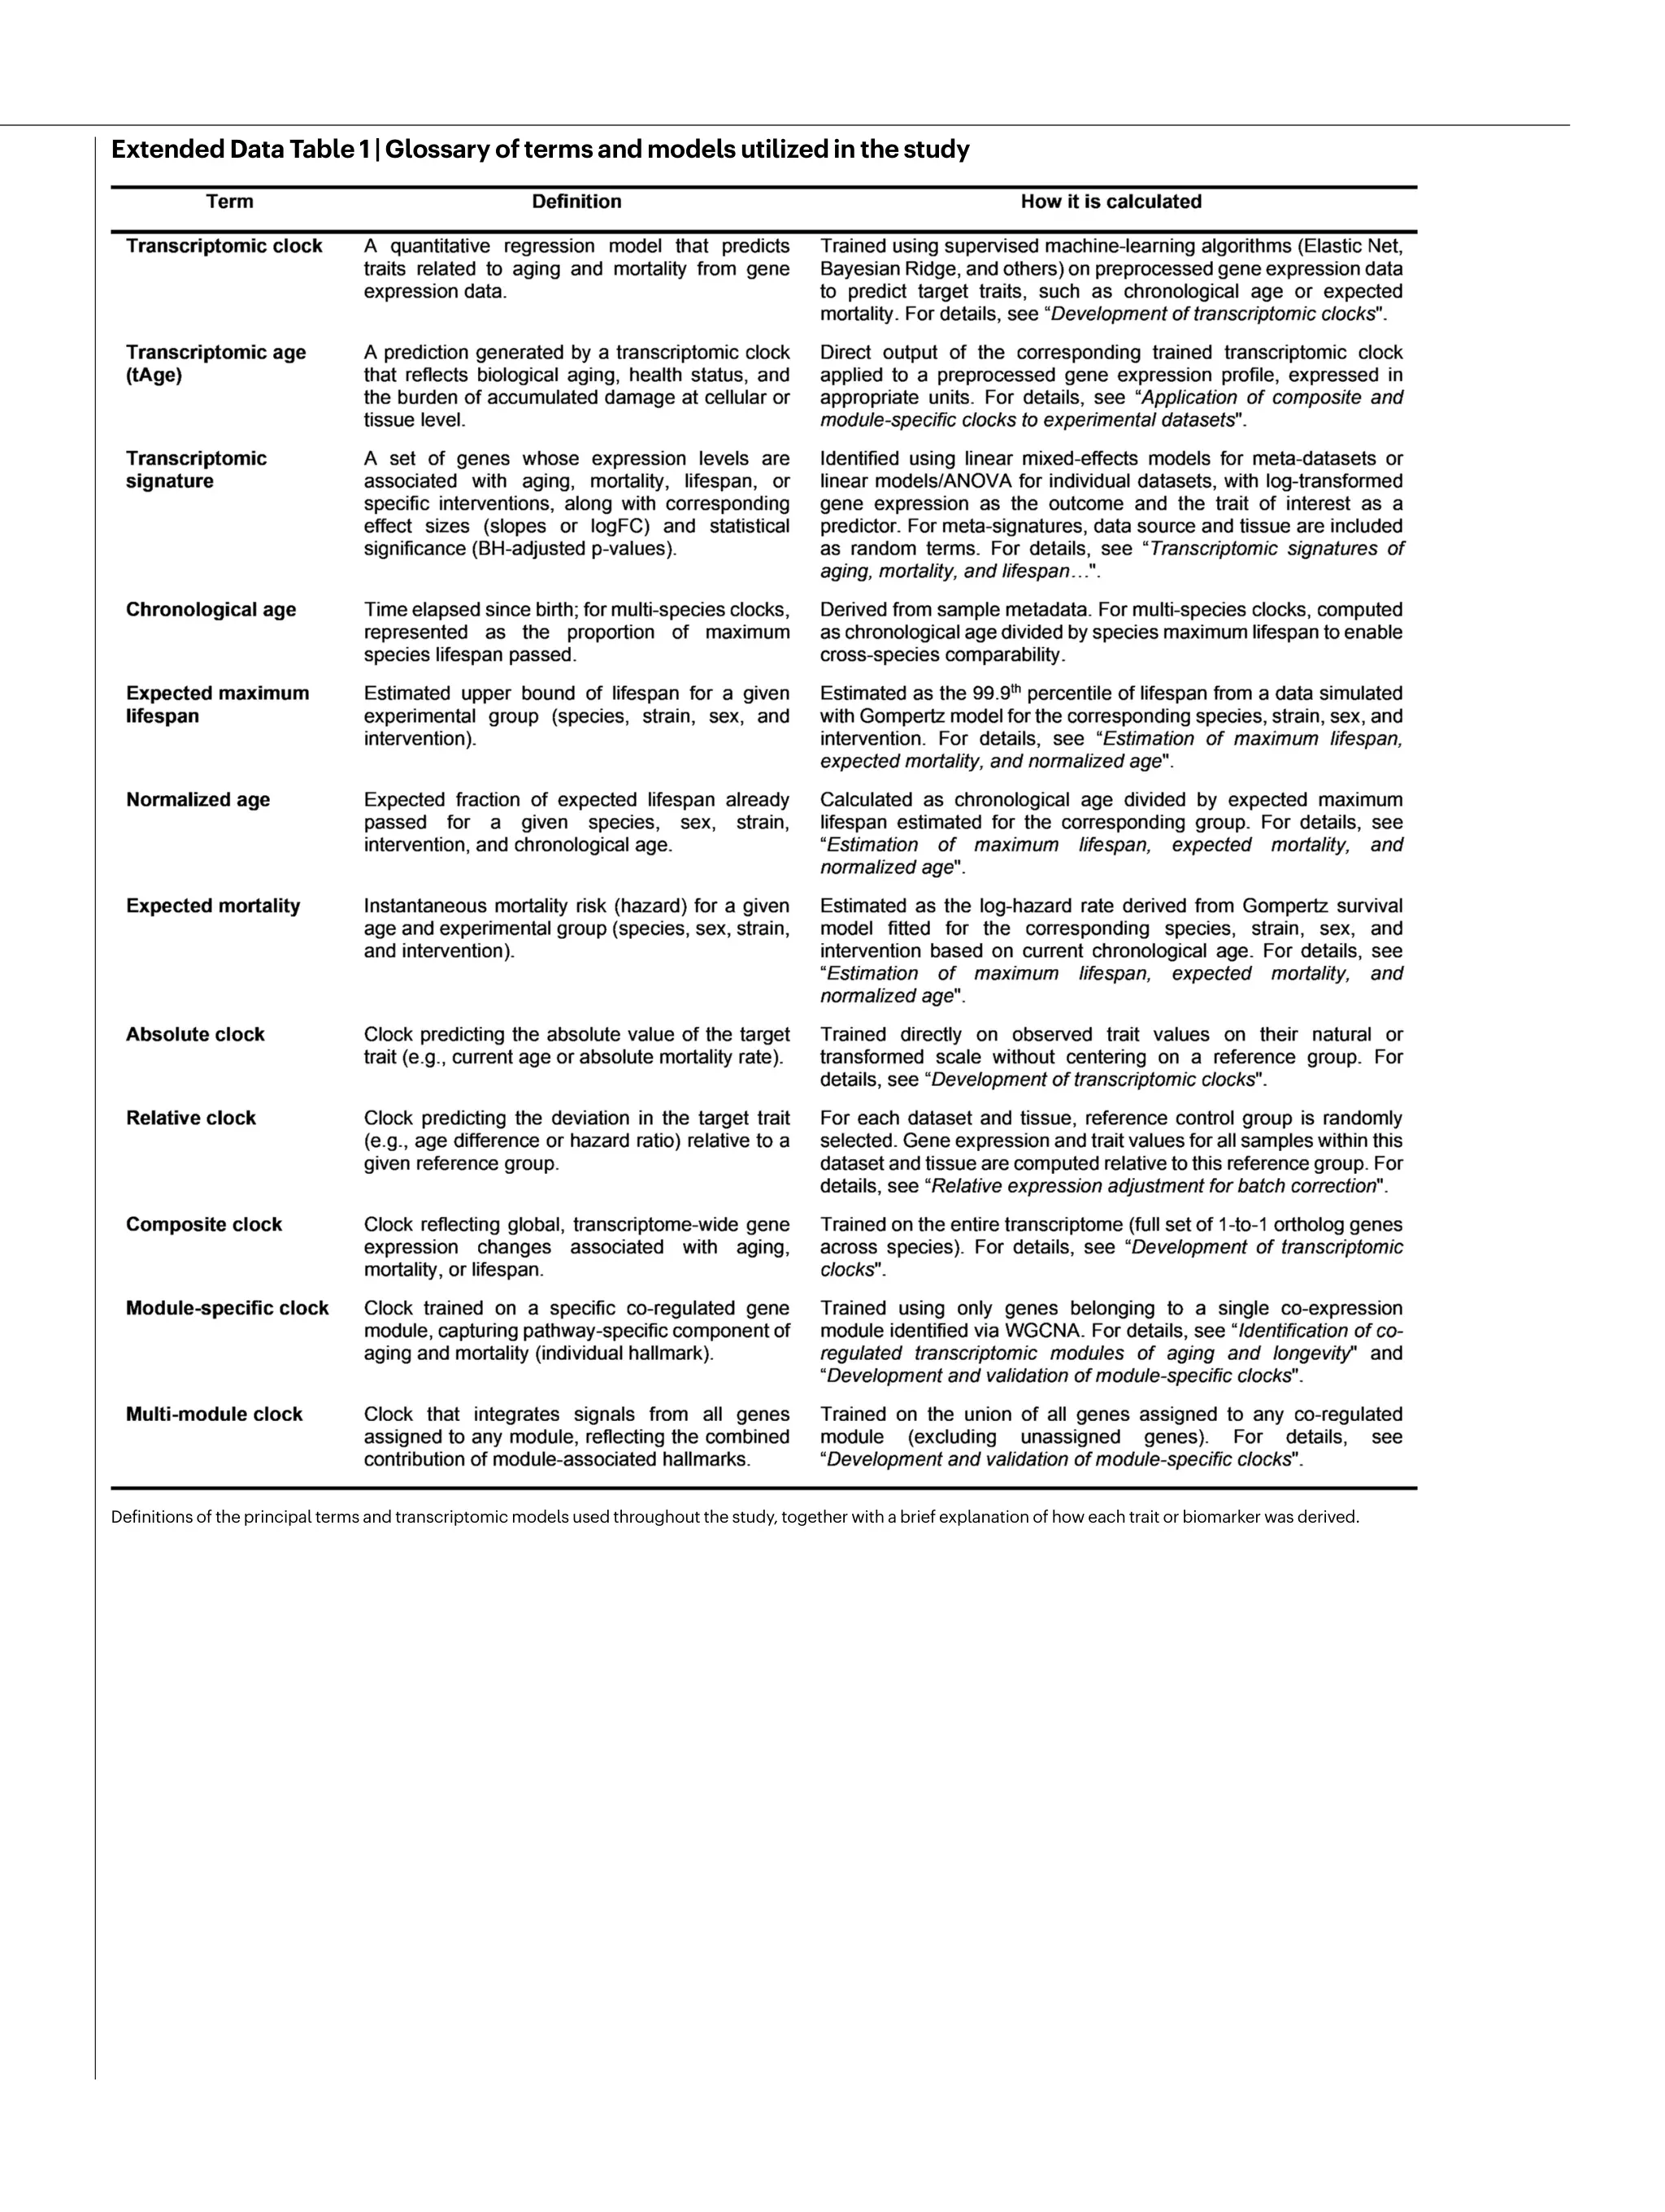 Extended Data Table 1 | Glossary of terms and models utilized in the study
Term Definition How it is calculated
Transcriptomic clock
A quantitative regression model that predicts
traits related to aging and mortality from gene
expression data.
Trained using supervised machine-learning algorithms (Elastic Net,
Bayesian Ridge, and others) on preprocessed gene expression data
to predict target traits, such as chronological age or expected
mortality. For details, see “Development of transcriptomic clocks".
Transcriptomic age
(tAge)
A prediction generated by a transcriptomic clock
that reflects biological aging, health status, and
the burden of accumulated damage at cellular or
tissue level.
Direct output of the corresponding trained transcriptomic clock
applied to a preprocessed gene expression profile, expressed in
appropriate units. For details, see “Application of composite and
module-specific clocks to experimental datasets".
Transcriptomic
signature
A set of genes whose expression levels are
associated with aging, mortality, lifespan, or
specific interventions, along with corresponding
effect sizes (slopes or logFC) and statistical
significance (BH-adjusted p-values).
Identified using linear mixed-effects models for meta-datasets or
linear models/ANOVA for individual datasets, with log-transformed
gene expression as the outcome and the trait of interest as a
predictor. For meta-signatures, data source and tissue are included
as random terms. For details, see “Transcriptomic signatures of
aging, mortality, and lifespan…".
Chronological age
Time elapsed since birth; for multi-species clocks,
represented as the proportion of maximum
species lifespan passed.
Derived from sample metadata. For multi-species clocks, computed
as chronological age divided by species maximum lifespan to enable
cross-species comparability.
Expected maximum
lifespan
Estimated upper bound of lifespan for a given
experimental group (species, strain, sex, and
intervention).
Estimated as the 99.9th percentile of lifespan from a data simulated
with Gompertz model for the corresponding species, strain, sex, and
intervention. For details, see “Estimation of maximum lifespan,
expected mortality, and normalized age".
Normalized age
Expected fraction of expected lifespan already
passed for a given species, sex, strain,
intervention, and chronological age.
Calculated as chronological age divided by expected maximum
lifespan estimated for the corresponding group. For details, see
“Estimation of maximum lifespan, expected mortality, and
normalized age".
Expected mortality
Instantaneous mortality risk (hazard) for a given
age and experimental group (species, sex, strain,
and intervention).
Estimated as the log-hazard rate derived from Gompertz survival
model fitted for the corresponding species, strain, sex, and
intervention based on current chronological age. For details, see
“Estimation of maximum lifespan, expected mortality, and
normalized age".
Absolute clock
Clock predicting the absolute value of the target
trait (e.g., current age or absolute mortality rate).
Trained directly on observed trait values on their natural or
transformed scale without centering on a reference group. For
details, see “Development of transcriptomic clocks".
Relative clock
Clock predicting the deviation in the target trait
(e.g., age difference or hazard ratio) relative to a
given reference group.
For each dataset and tissue, reference control group is randomly
selected. Gene expression and trait values for all samples within this
dataset and tissue are computed relative to this reference group. For
details, see “Relative expression adjustment for batch correction".
Composite clock
Clock reflecting global, transcriptome-wide gene
expression changes associated with aging,
mortality, or lifespan.
Trained on the entire transcriptome (full set of 1-to-1 ortholog genes
across species). For details, see “Development of transcriptomic
clocks".
Module-specific clock
Clock trained on a specific co-regulated gene
module, capturing pathway-specific component of
aging and mortality (individual hallmark).
Trained using only genes belonging to a single co-expression
module identified via WGCNA. For details, see “Identification of co-
regulated transcriptomic modules of aging and longevity" and
“Development and validation of module-specific clocks".
Multi-module clock
Clock that integrates signals from all genes
assigned to any module, reflecting the combined
contribution of module-associated hallmarks.
Trained on the union of all genes assigned to any co-regulated
module (excluding unassigned genes). For details, see
“Development and validation of module-specific clocks".
Definitions of the principal terms and transcriptomic models used throughout the study, together with a brief explanation of how each trait or biomarker was derived.